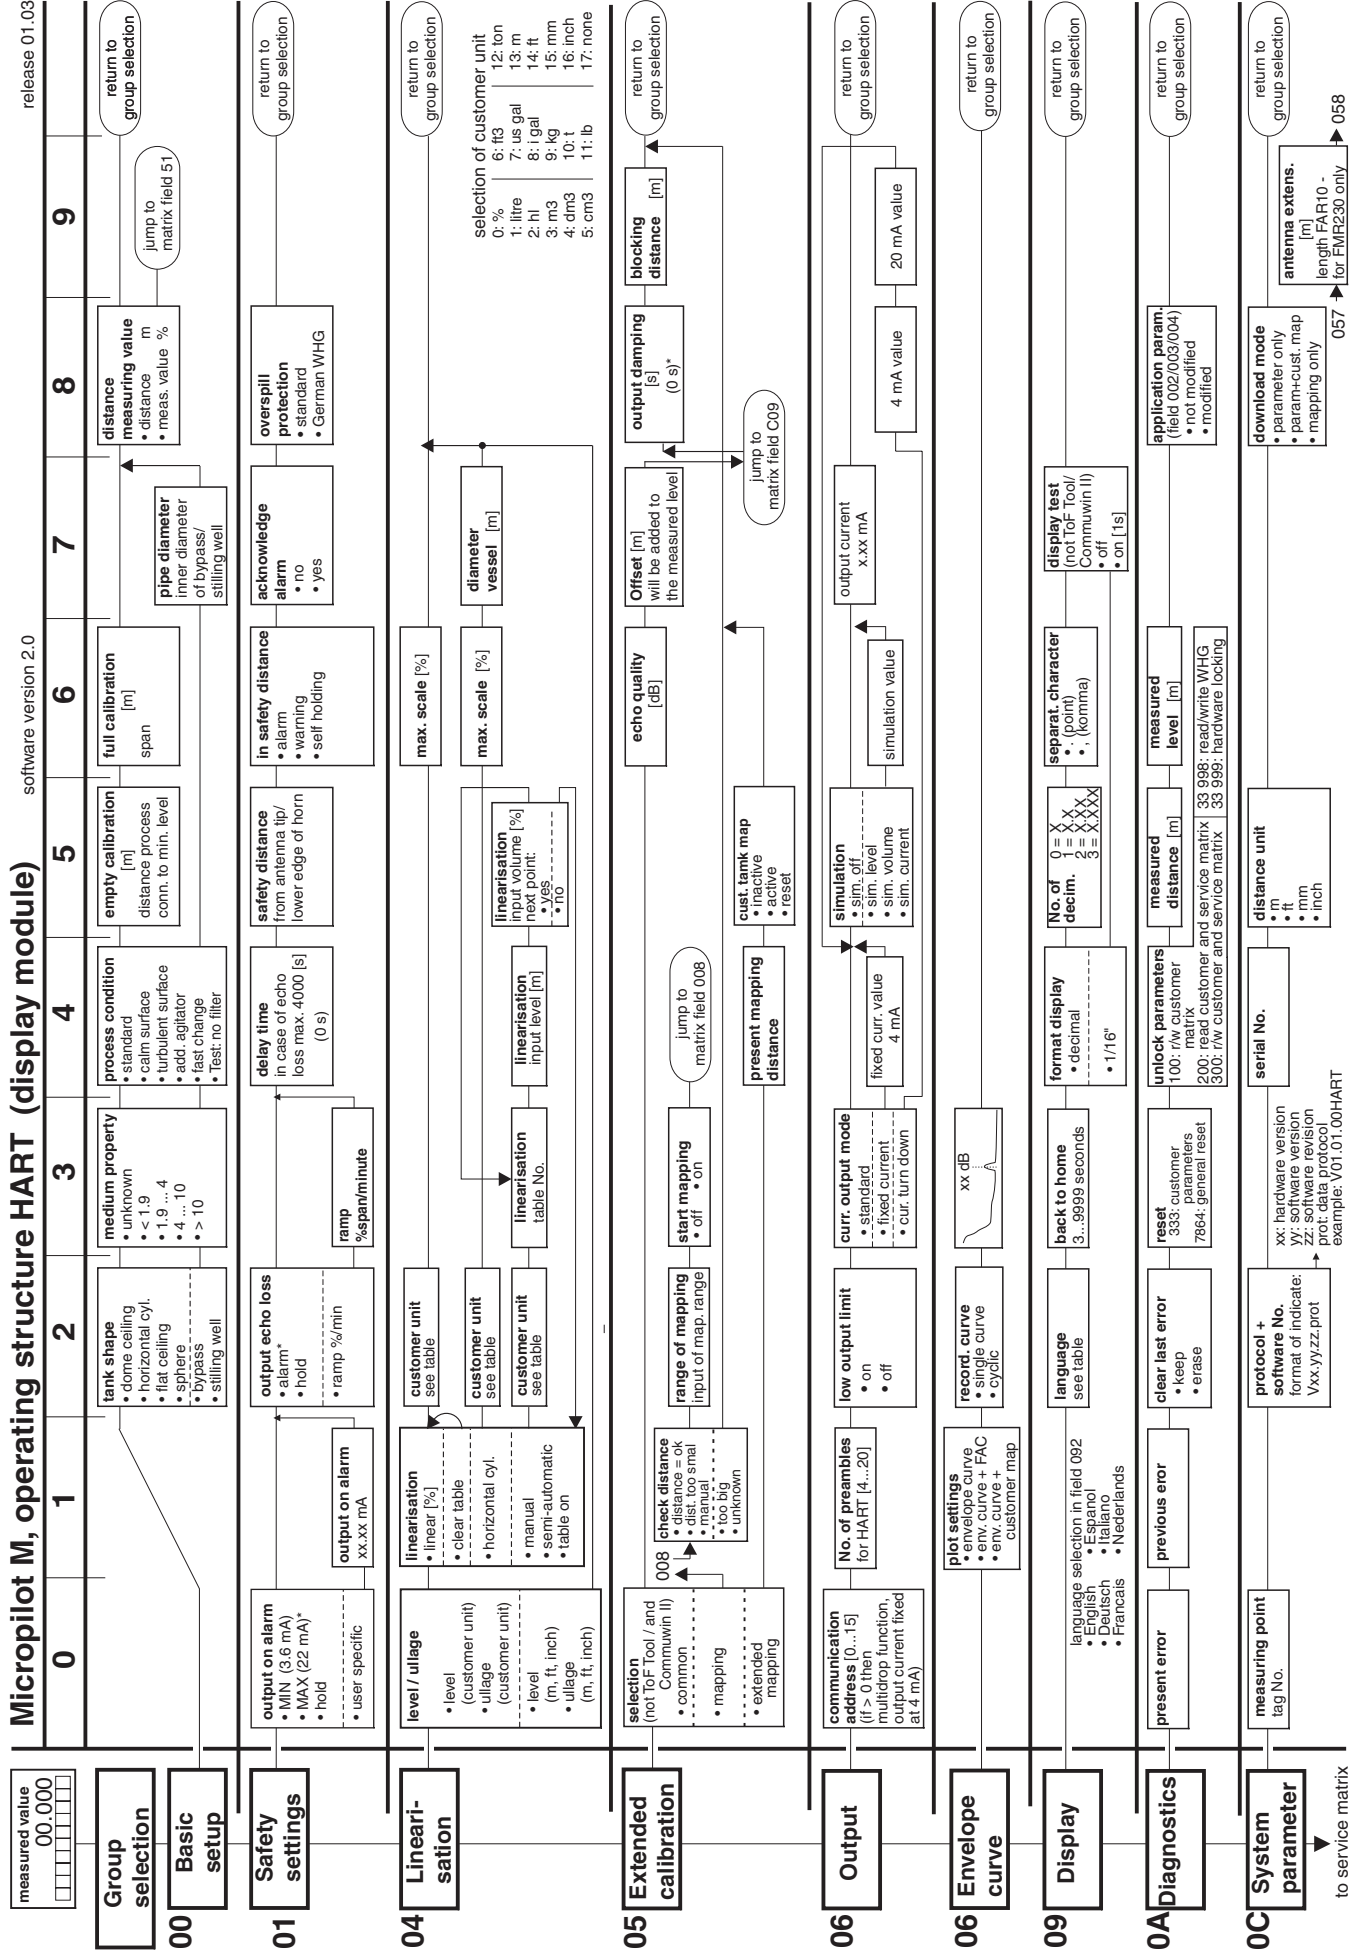 Micropilot M, operating structure HART (display module)
software version 2.0
release 01.03
measured value
00.000
0
1
2
3
4
5
6
7
8
9
Group
selection
00
Basic
setup
tank shape
• dome ceiling
• horizontal cyl.
• flat ceiling
• sphere
• bypass
• stilling well
medium property
• unknown
• < 1.9
• 1.9 ... 4
• 4 ... 10
• > 10
process condition
• standard
• calm surface
• turbulent surface
• add. agitator
• fast change
• Test: no filter
empty calibration
[m]
distance process
conn. to min. level
full calibration
[m]
span
pipe diameter
inner diameter
of bypass/
stilling well
distance
measuring value
• distance m
• meas. value %
jump to
matrix field 51
return to
group selection
01
Safety
settings
output on alarm
• MIN (3.6 mA)
• MAX (22 mA)*
• hold
• user specific
output on alarm
xx.xx mA
output echo loss
• alarm*
• hold
• ramp %/min
ramp
%span/minute
delay time
in case of echo
loss max. 4000 [s]
(0 s)
safety distance
from antenna tip/
lower edge of horn
in safety distance
• alarm
• warning
• self holding
acknowledge
alarm
• no
• yes
overspill
protection
• standard
• German WHG
return to
group selection
04
Lineari-
sation
level / ullage
• level
(customer unit)
• ullage
(customer unit)
• level
(m, ft, inch)
• ullage
(m, ft, inch)
linearisation
• linear [%]
• clear table
• horizontal cyl.
• manual
• semi-automatic
• table on
customer unit
see table
customer unit
see table
customer unit
see table
linearisation
table No.
linearisation
input level [m]
linearisation
input volume [%]
next point:
• yes
• no
max. scale [%]
max. scale [%]
diameter
vessel [m]
return to
group selection
selection of customer unit
0: % 6: ft3 12: ton
1: litre 7: us gal 13: m
2: hl 8: i gal 14: ft
3: m3 9: kg 15: mm
4: dm3 10: t 16: inch
5: cm3 11: lb 17: none
05
Extended
calibration
selection
(not ToF Tool / and
Commuwin II)
• common
• mapping
• extended
mapping
008
check distance
• distance = ok
• dist. too smal
• manual
• too big
• unknown
range of mapping
input of map. range
start mapping
• off • on
jump to
matrix field 008
present mapping
distance
cust. tamk map
• inactive
• active
• reset
echo quality
[dB]
Offset [m]
will be added to
the measured level
jump to
matrix field C09
output damping
[s]
(0 s)*
blocking
distance [m]
return to
group selection
06
Output
communication
address [0...15]
(if > 0 then
multidrop function,
output current fixed
at 4 mA)
No. of preambles
for HART [4...20]
low output limit
• on
• off
curr. output mode
• standard
• fixed current
• cur. turn down
fixed curr. value
4 mA
simulation
• sim. off
• sim. level
• sim. volume
• sim. current
simulation value
output current
x.xx mA
4 mA value
20 mA value
return to
group selection
06
Envelope
curve
plot settings
• envelope curve
• env. curve + FAC
• env. curve +
customer map
record. curve
• single curve
• cyclic
xx dB
return to
group selection
09
Display
language selection in field 092
• English • Espanol
• Deutsch • Italiano
• Francais • Nederlands
language
see table
back to home
3...9999 seconds
format display
• decimal
• 1/16"
No. of
decim.
0 = X
1 = X.X
2 = X.XX
3 = X.XXX
separat. character
• . (point)
• , (komma)
display test
(not ToF Tool/
Commuwin II)
• off
• on [1s]
return to
group selection
0A
Diagnostics
present error
previous error
clear last error
• keep
• erase
reset
333: customer
parameters
7864: general reset
unlock parameters
100: r/w customer
matrix
200: read customer and service matrix
300: r/w customer and service matrix
33 998: read/write WHG
33 999: hardware locking
measured
distance [m]
measured
level [m]
application param.
(field 002/003/004)
• not modified
• modified
return to
group selection
0C
System
parameter
measuring point
tag No.
protocol +
software No.
format of indicate:
Vxx.yy.zz.prot
xx: hardware version
yy: software version
zz: software revision
prot: data protocol
example: V01.01.00HART
serial No.
distance unit
• m
• ft
• mm
• inch
download mode
• parameter only
• param+cust. map
• mapping only
057
antenna extens.
[m]
length FAR10 -
for FMR230 only
058
return to
group selection
to service matrix